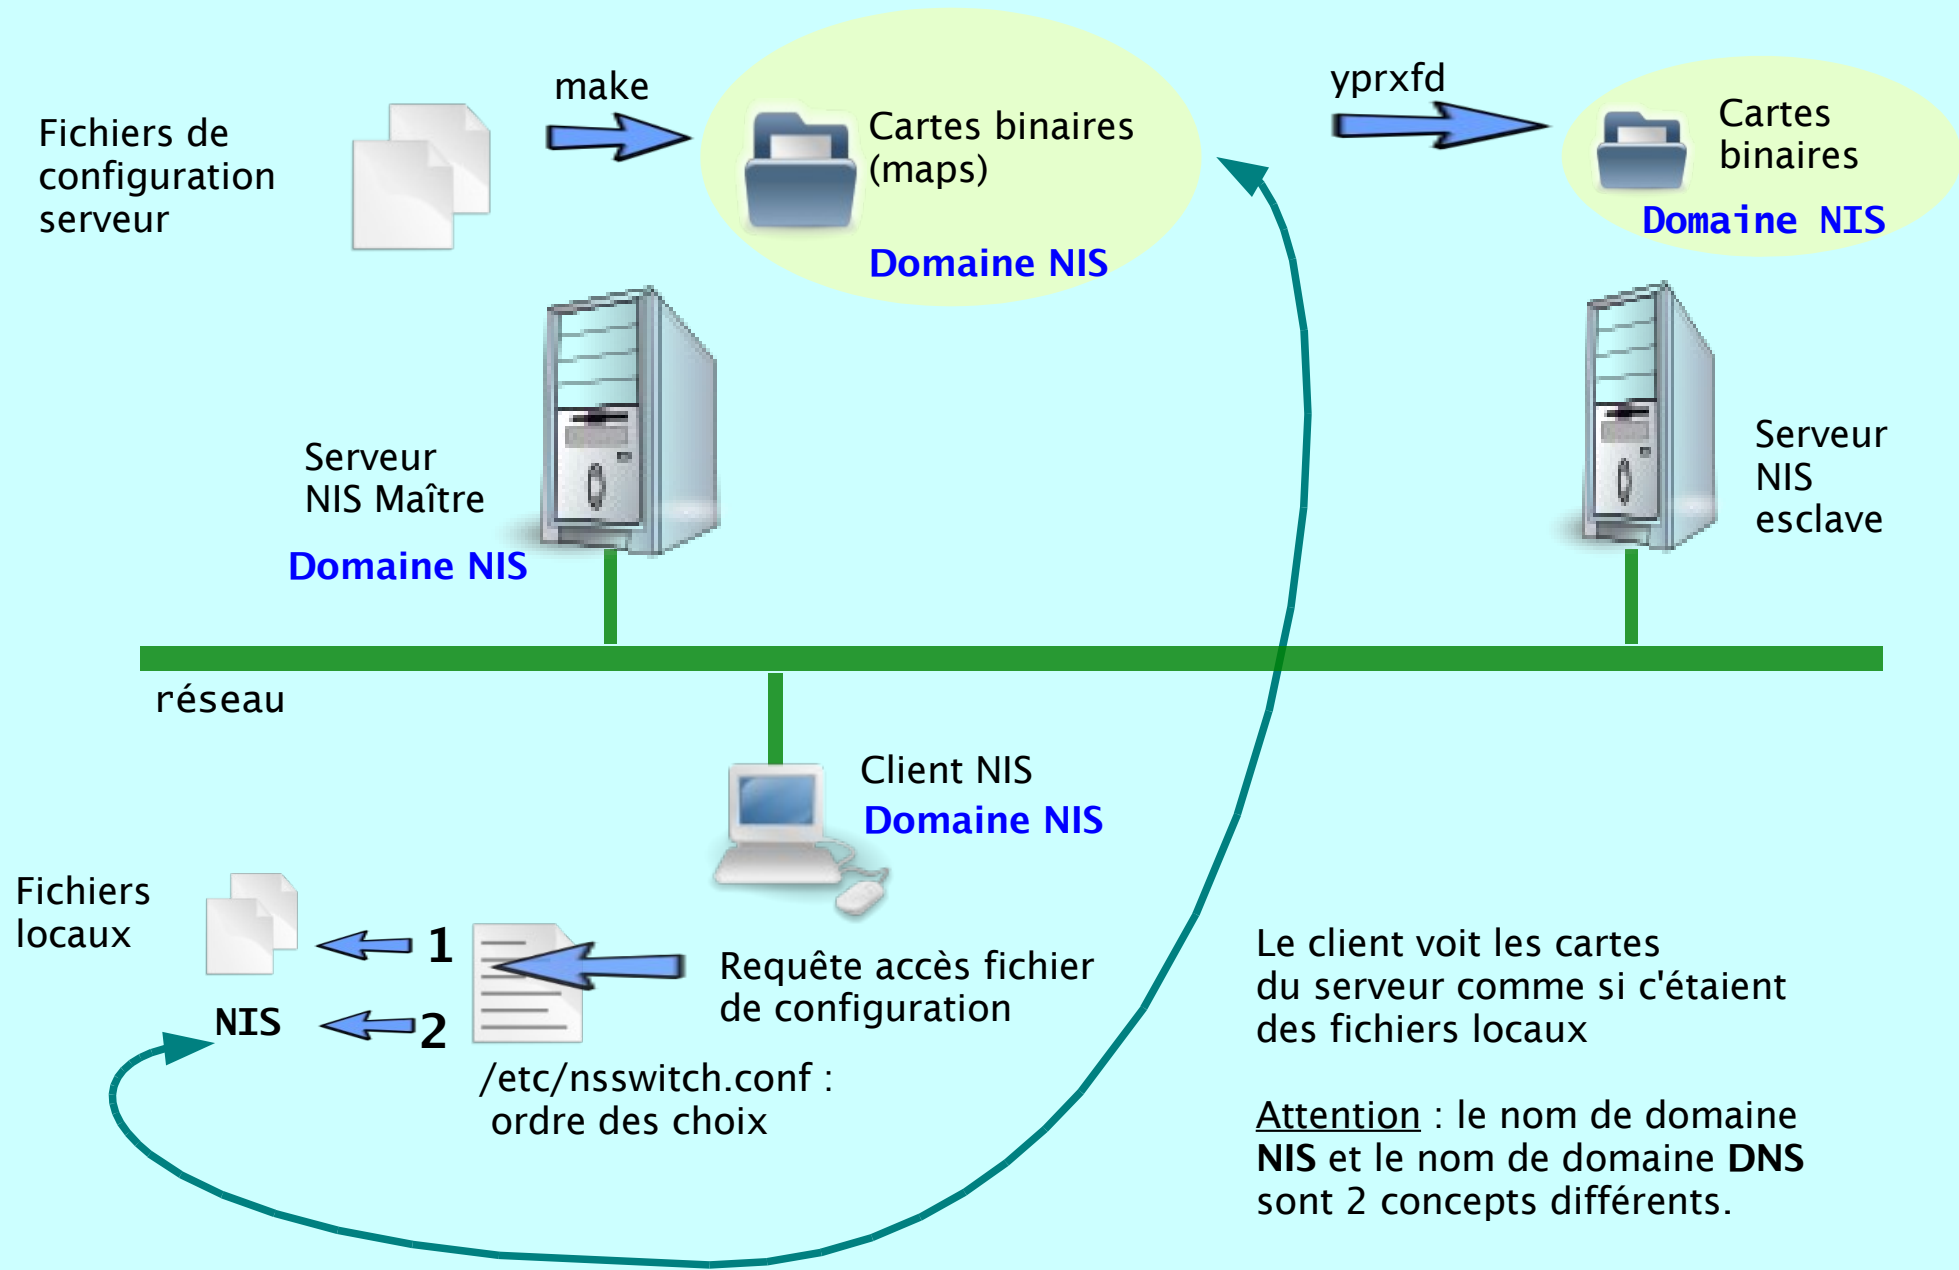 make
yprxfd
Fichiers de
configuration
serveur
Cartes binaires
(maps)
Domaine NIS
Cartes
binaires
Domaine NIS
Serveur
NIS Maître
Domaine NIS
Serveur
NIS
esclave
réseau
Client NIS
Domaine NIS
Fichiers
locaux
1
NIS
2
Requête accès fichier
de configuration
/etc/nsswitch.conf :
ordre des choix
Le client voit les cartes
du serveur comme si c'étaient
des fichiers locaux
Attention : le nom de domaine
NIS et le nom de domaine DNS
sont 2 concepts différents.